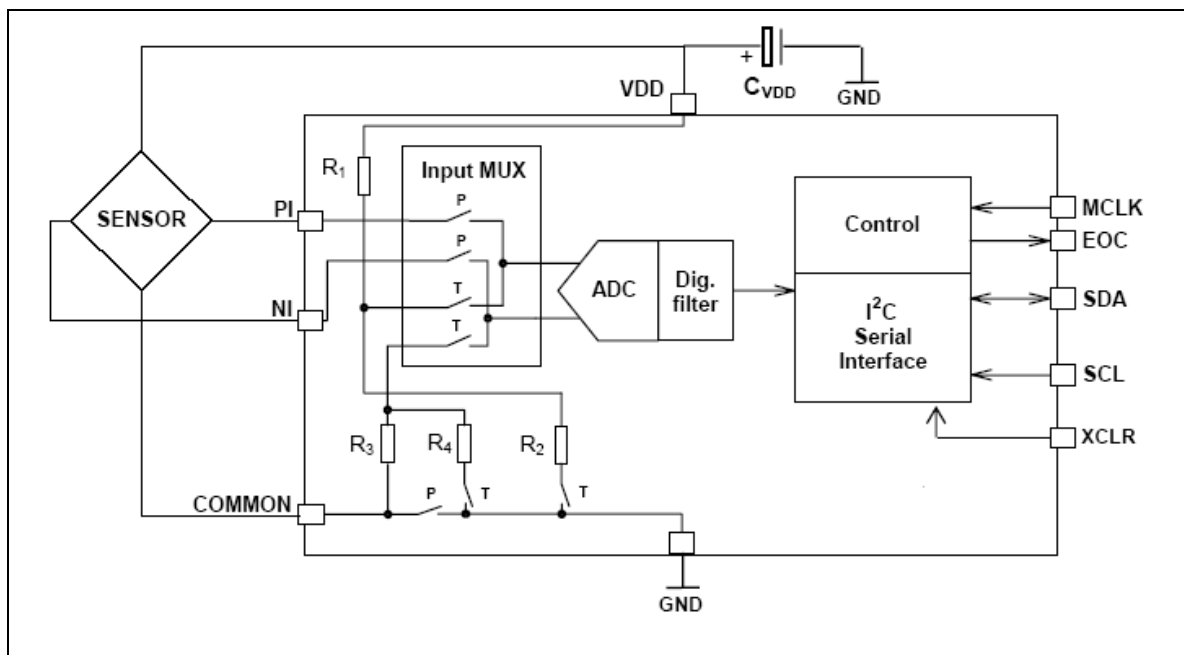 VDD
+
C_VDD
GND
R₁
Input MUX
P
PI
SENSOR
P
NI
T
T
ADC
Dig.
filter
Control
I²C
Serial
Interface
MCLK
EOC
SDA
SCL
XCLR
R₃
R₄
R₂
COMMON
P
T
T
GND